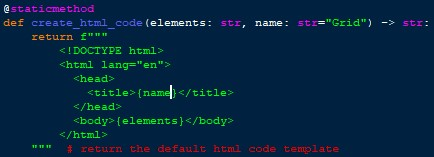 @staticmethod
def create_html_code(elements: str, name: str="Grid") -> str:
    return f"""
        <!DOCTYPE html>
        <html lang="en">
          <head>
            <title>{name}</title>
          </head>
          <body>{elements}</body>
        </html>
    """  # return the default html code template